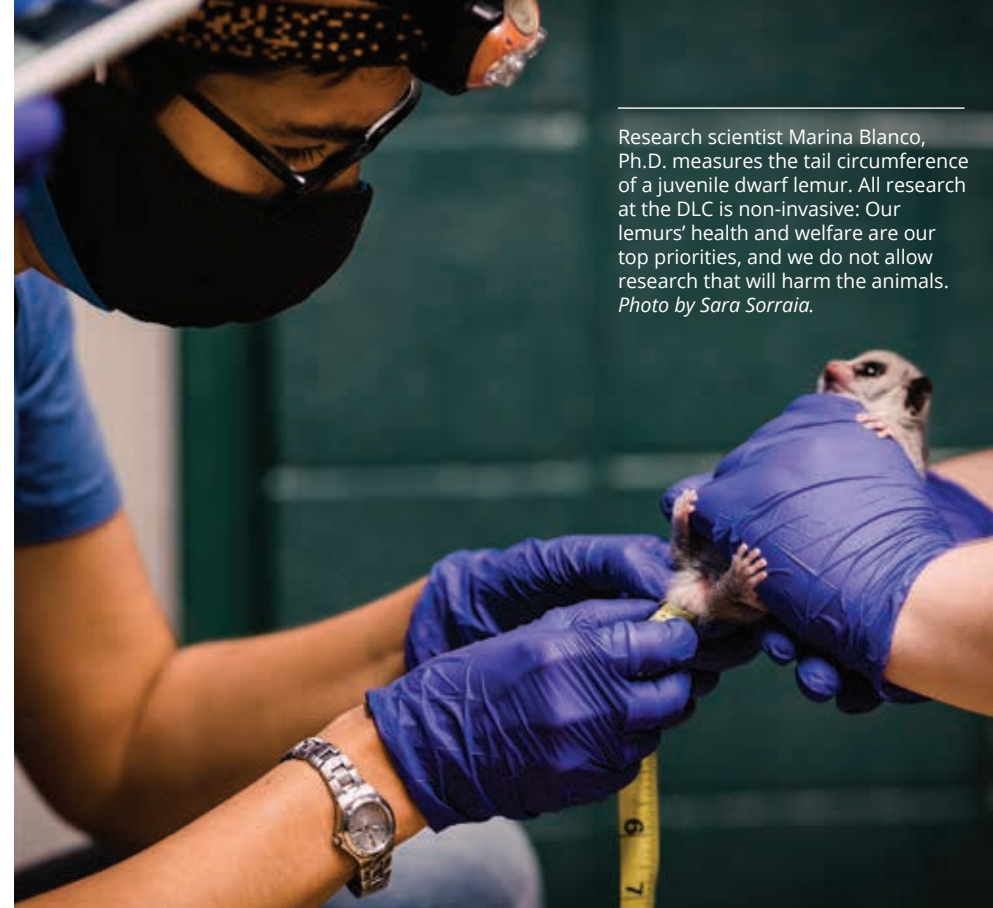 Research scientist Marina Blanco,
Ph.D. measures the tail circumference
of a juvenile dwarf lemur. All research
at the DLC is non-invasive: Our
lemurs’ health and welfare are our
top priorities, and we do not allow
research that will harm the animals.
Photo by Sara Sorraia.
6
7